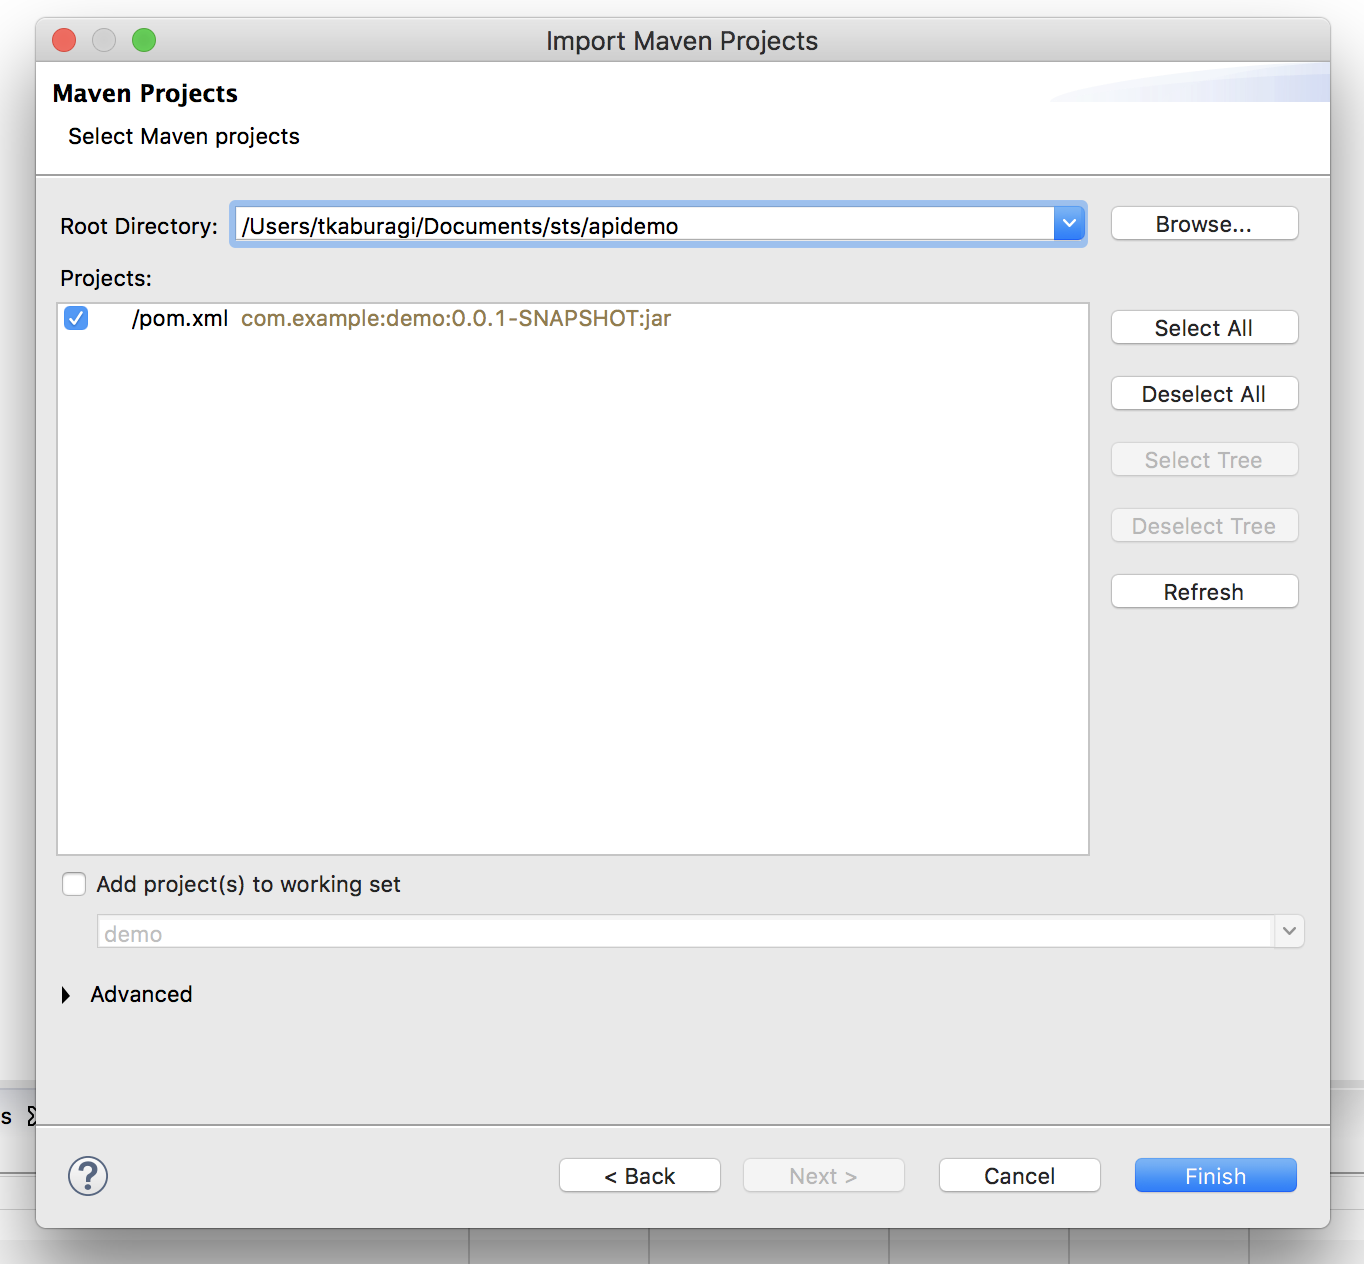 Import Maven Projects
Maven Projects
Select Maven projects
Root Directory: /Users/tkaburagi/Documents/sts/apidemo Browse...
Projects:
/pom.xml com.example:demo:0.0.1-SNAPSHOT:jar
Select All
Deselect All
Select Tree
Deselect Tree
Refresh
Add project(s) to working set
demo
Advanced
s
? < Back Next > Cancel Finish